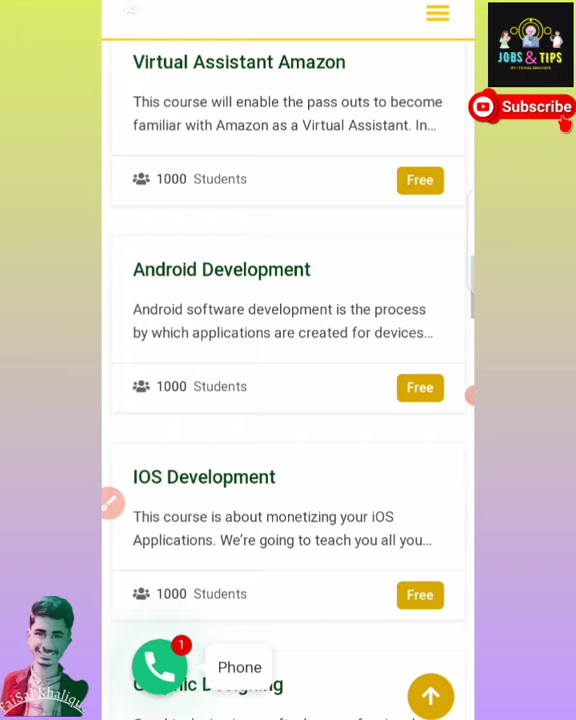 JOBS & TIPS
Subscribe
Virtual Assistant Amazon
This course will enable the pass outs to become
familiar with Amazon as a Virtual Assistant. In...
1000 Students
Free
Android Development
Android software development is the process
by which applications are created for devices...
1000 Students
Free
IOS Development
This course is about monetizing your iOS
Applications. We're going to teach you all you...
1000 Students
Free
1
Phone
FaiSal Khaliqu